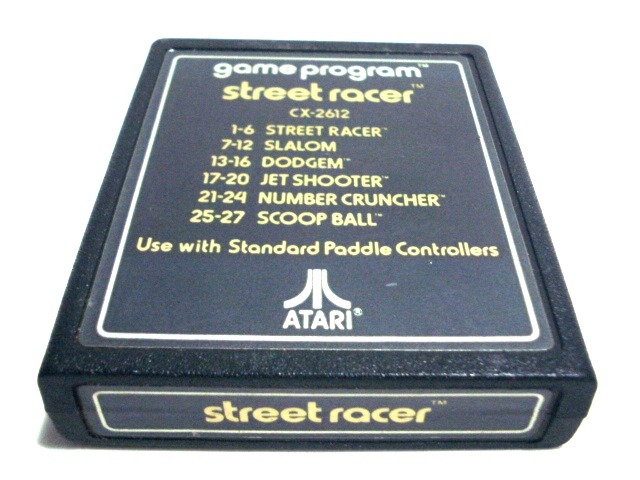 game program™
street racer™
CX-2612
1-6 STREET RACER™
7-12 SLALOM
13-16 DODGEM™
17-20 JET SHOOTER™
21-24 NUMBER CRUNCHER™
25-27 SCOOP BALL™
Use with Standard Paddle Controllers
ATARI®
street racer™